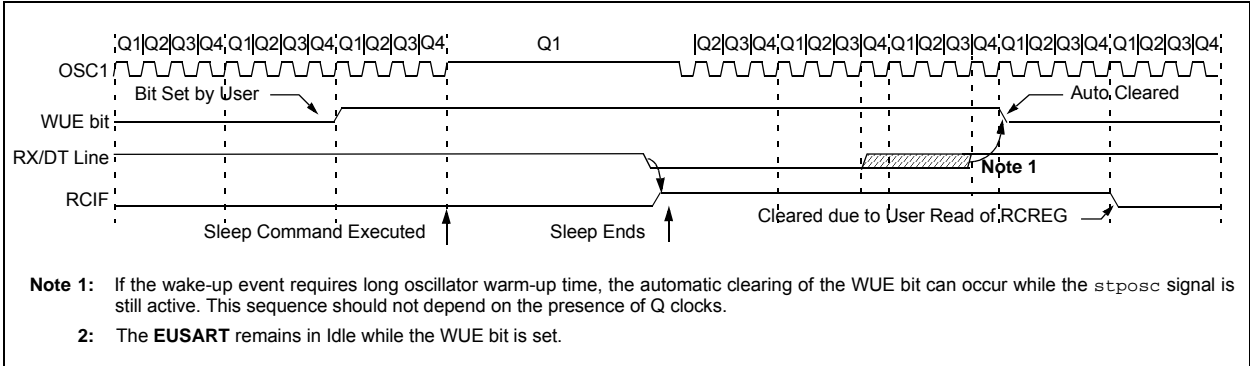 Q1|Q2|Q3|Q4|Q1|Q2|Q3|Q4|Q1|Q2|Q3|Q4 Q1 |Q2|Q3|Q4|Q1|Q2|Q3|Q4|Q1|Q2|Q3|Q4|Q1|Q2|Q3|Q4|Q1|Q2|Q3|Q4
OSC1
Bit Set by User Auto Cleared
WUE bit
RX/DT Line
Note 1
RCIF
Cleared due to User Read of RCREG
Sleep Command Executed Sleep Ends
Note 1: If the wake-up event requires long oscillator warm-up time, the automatic clearing of the WUE bit can occur while the stposc signal is
still active. This sequence should not depend on the presence of Q clocks.
2: The EUSART remains in Idle while the WUE bit is set.